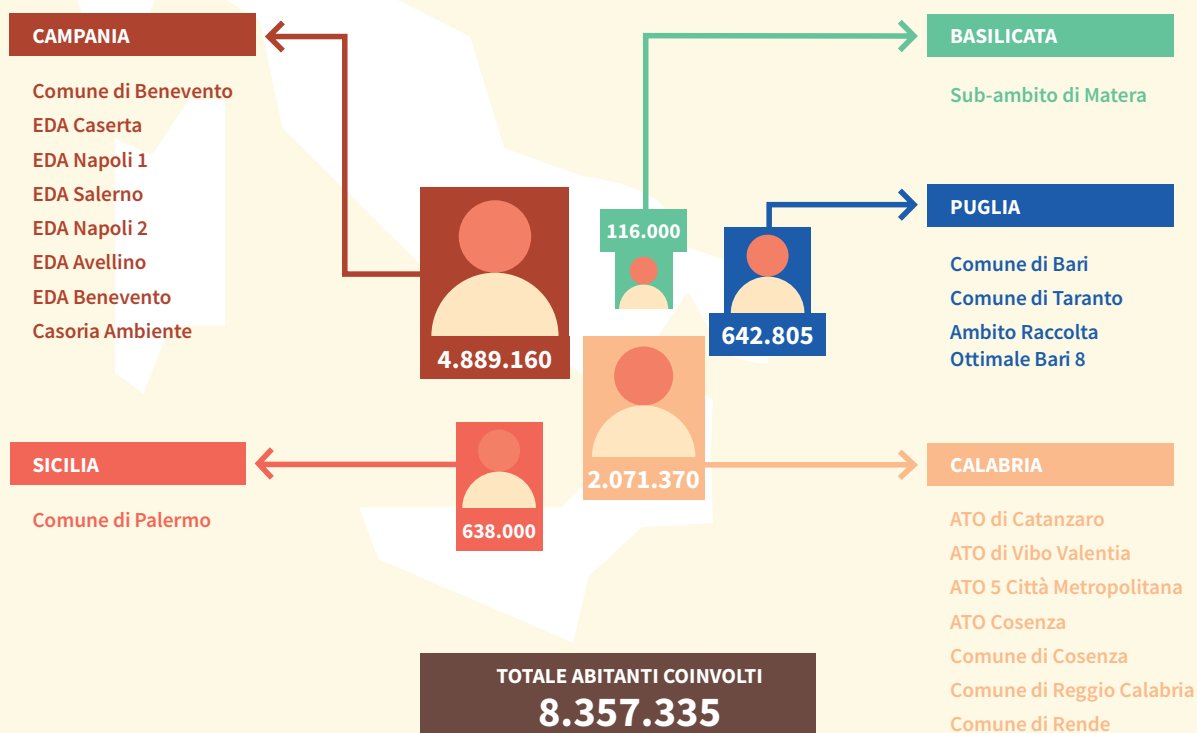 CAMPANIA
Comune di Benevento
EDA Caserta
EDA Napoli 1
EDA Salerno
EDA Napoli 2
EDA Avellino
EDA Benevento
Casoria Ambiente
4.889.160
116.000
642.805
2.071.370
638.000
BASILICATA
Sub-ambito di Matera
PUGLIA
Comune di Bari
Comune di Taranto
Ambito Raccolta
Ottimale Bari 8
SICILIA
Comune di Palermo
CALABRIA
ATO di Catanzaro
ATO di Vibo Valentia
ATO 5 Città Metropolitana
ATO Cosenza
Comune di Cosenza
Comune di Reggio Calabria
Comune di Rende
TOTALE ABITANTI COINVOLTI
8.357.335